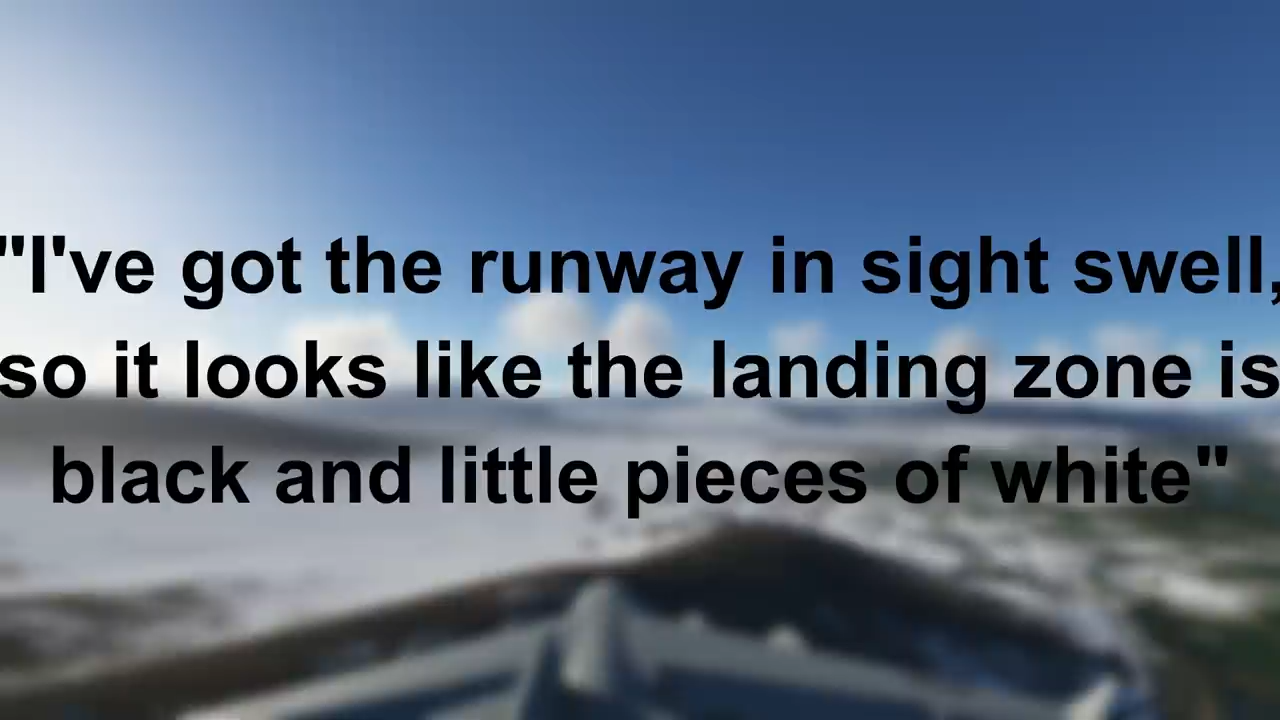 "I've got the runway in sight swell,
so it looks like the landing zone is
black and little pieces of white"